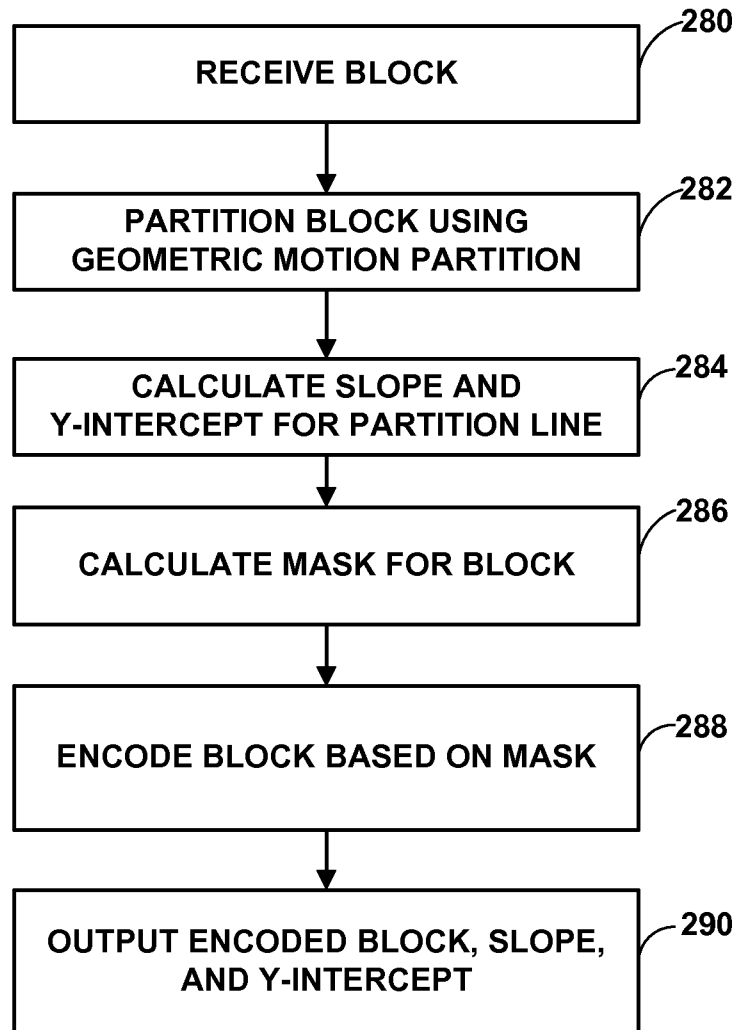 280
RECEIVE BLOCK
282
PARTITION BLOCK USING
GEOMETRIC MOTION PARTITION
284
CALCULATE SLOPE AND
Y-INTERCEPT FOR PARTITION LINE
286
CALCULATE MASK FOR BLOCK
288
ENCODE BLOCK BASED ON MASK
290
OUTPUT ENCODED BLOCK, SLOPE,
AND Y-INTERCEPT